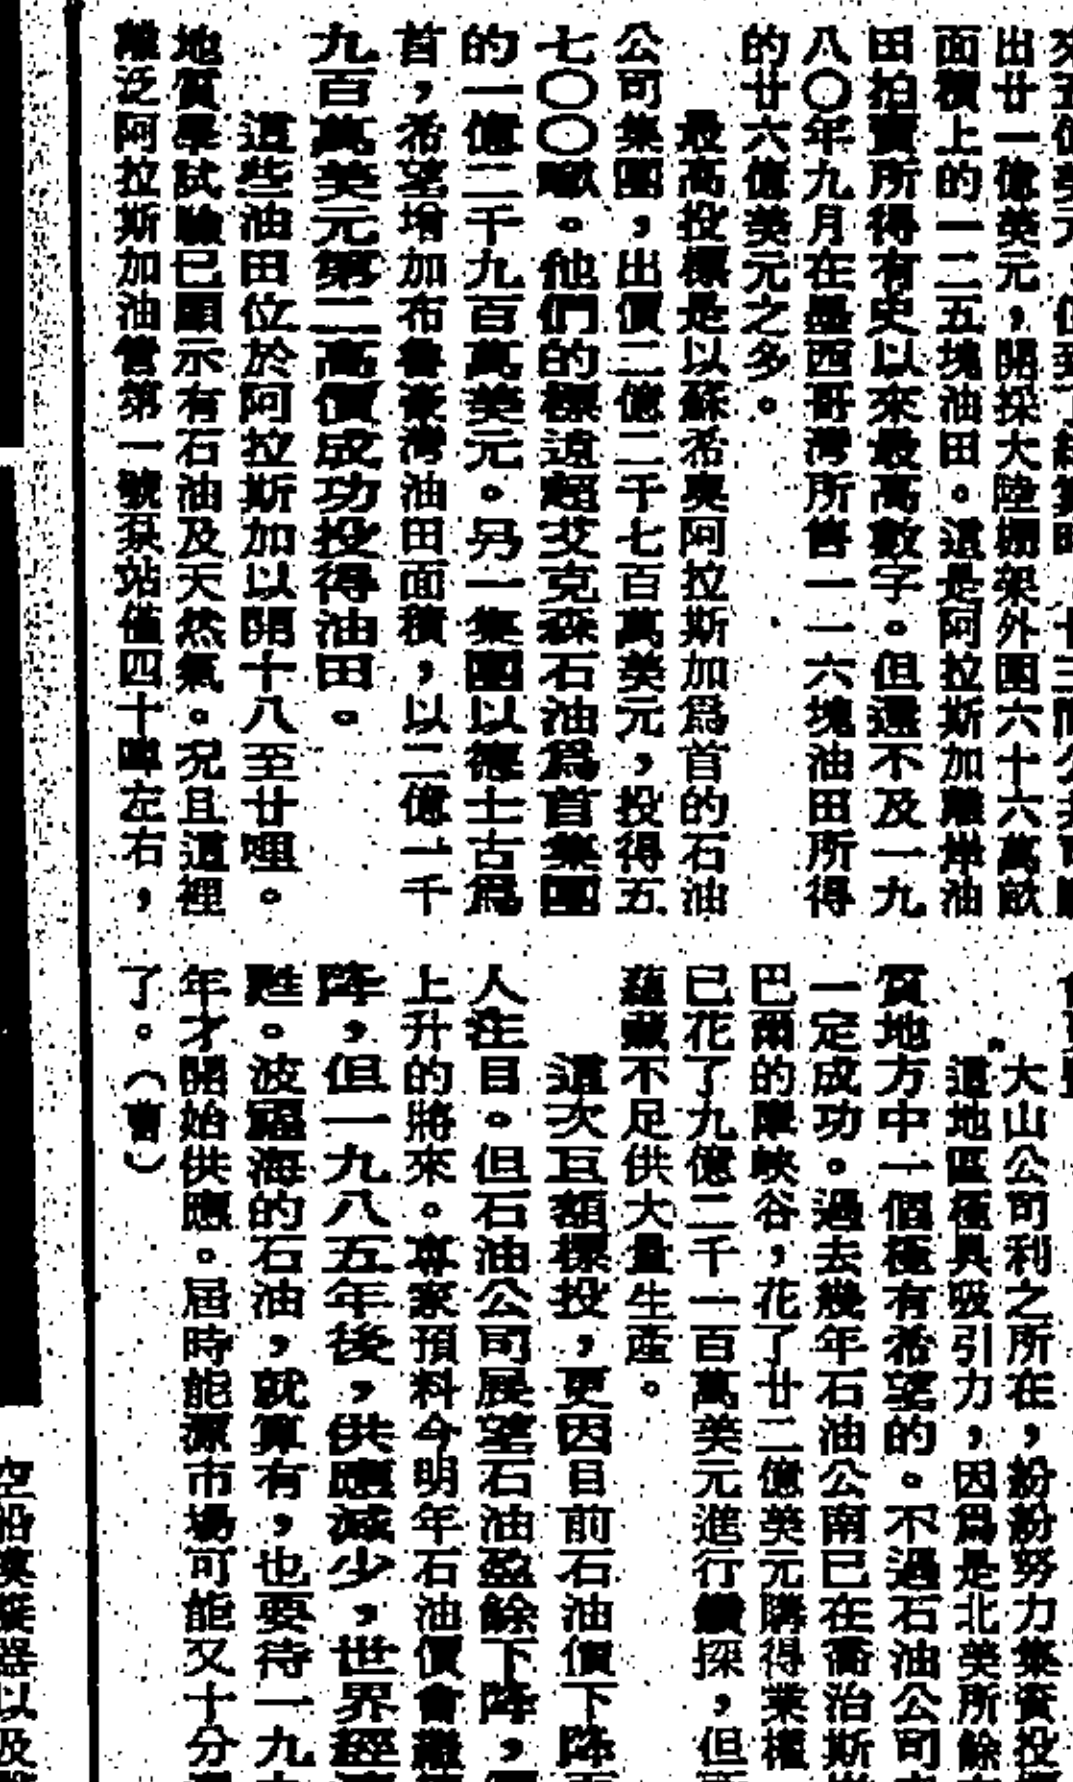 出廿一億美元，開採大陸棚架外圍六十六萬畝
面積上的一二五塊油田。這是阿拉斯加離岸油
田拍賣所得有史以來最高數字。但還不及一九
八〇年九月在墨西哥灣所售一一六塊油田所得
的廿六億美元之多。
最高投標是以蘇希奧阿拉斯加爲首的石油
公司集團，出價二億二千七百萬美元，投得五
七〇〇畝。他們的標遠超艾克森石油爲首集團
的一億二千九百萬美元。另一集團以德士古爲
首，希望增加布魯豪灣油田面積，以二億一千
九百萬美元第二高價成功投得油田。
這些油田位於阿拉斯加以開十八至廿哩。
地質學試驗已顯示有石油及天然氣。況且這裡
離泛阿拉斯加油管第一號泵站僅四十哩左右，
大山公司利之所在，紛紛努力集資投
這地區極具吸引力，因爲是北美所餘
質地方中一個極有希望的。不過石油公司
一定成功。過去幾年石油公南已在喬治斯
巴爾的摩峽谷，花了廿二億美元購得業權
已花了九億二千一百萬美元進行鑽探，但
蘊藏不足供大量生產。
這次巨額標投，更因目前石油價下降
人注目。但石油公司展望石油盈餘下降，
上升的將來。專家預料今明年石油價會繼
降，但一九八五年後，供應減少，世界經
甦。波福海的石油，就算有，也要待一九
年才開始供應。屆時能源市場可能又十分
了。（曹）